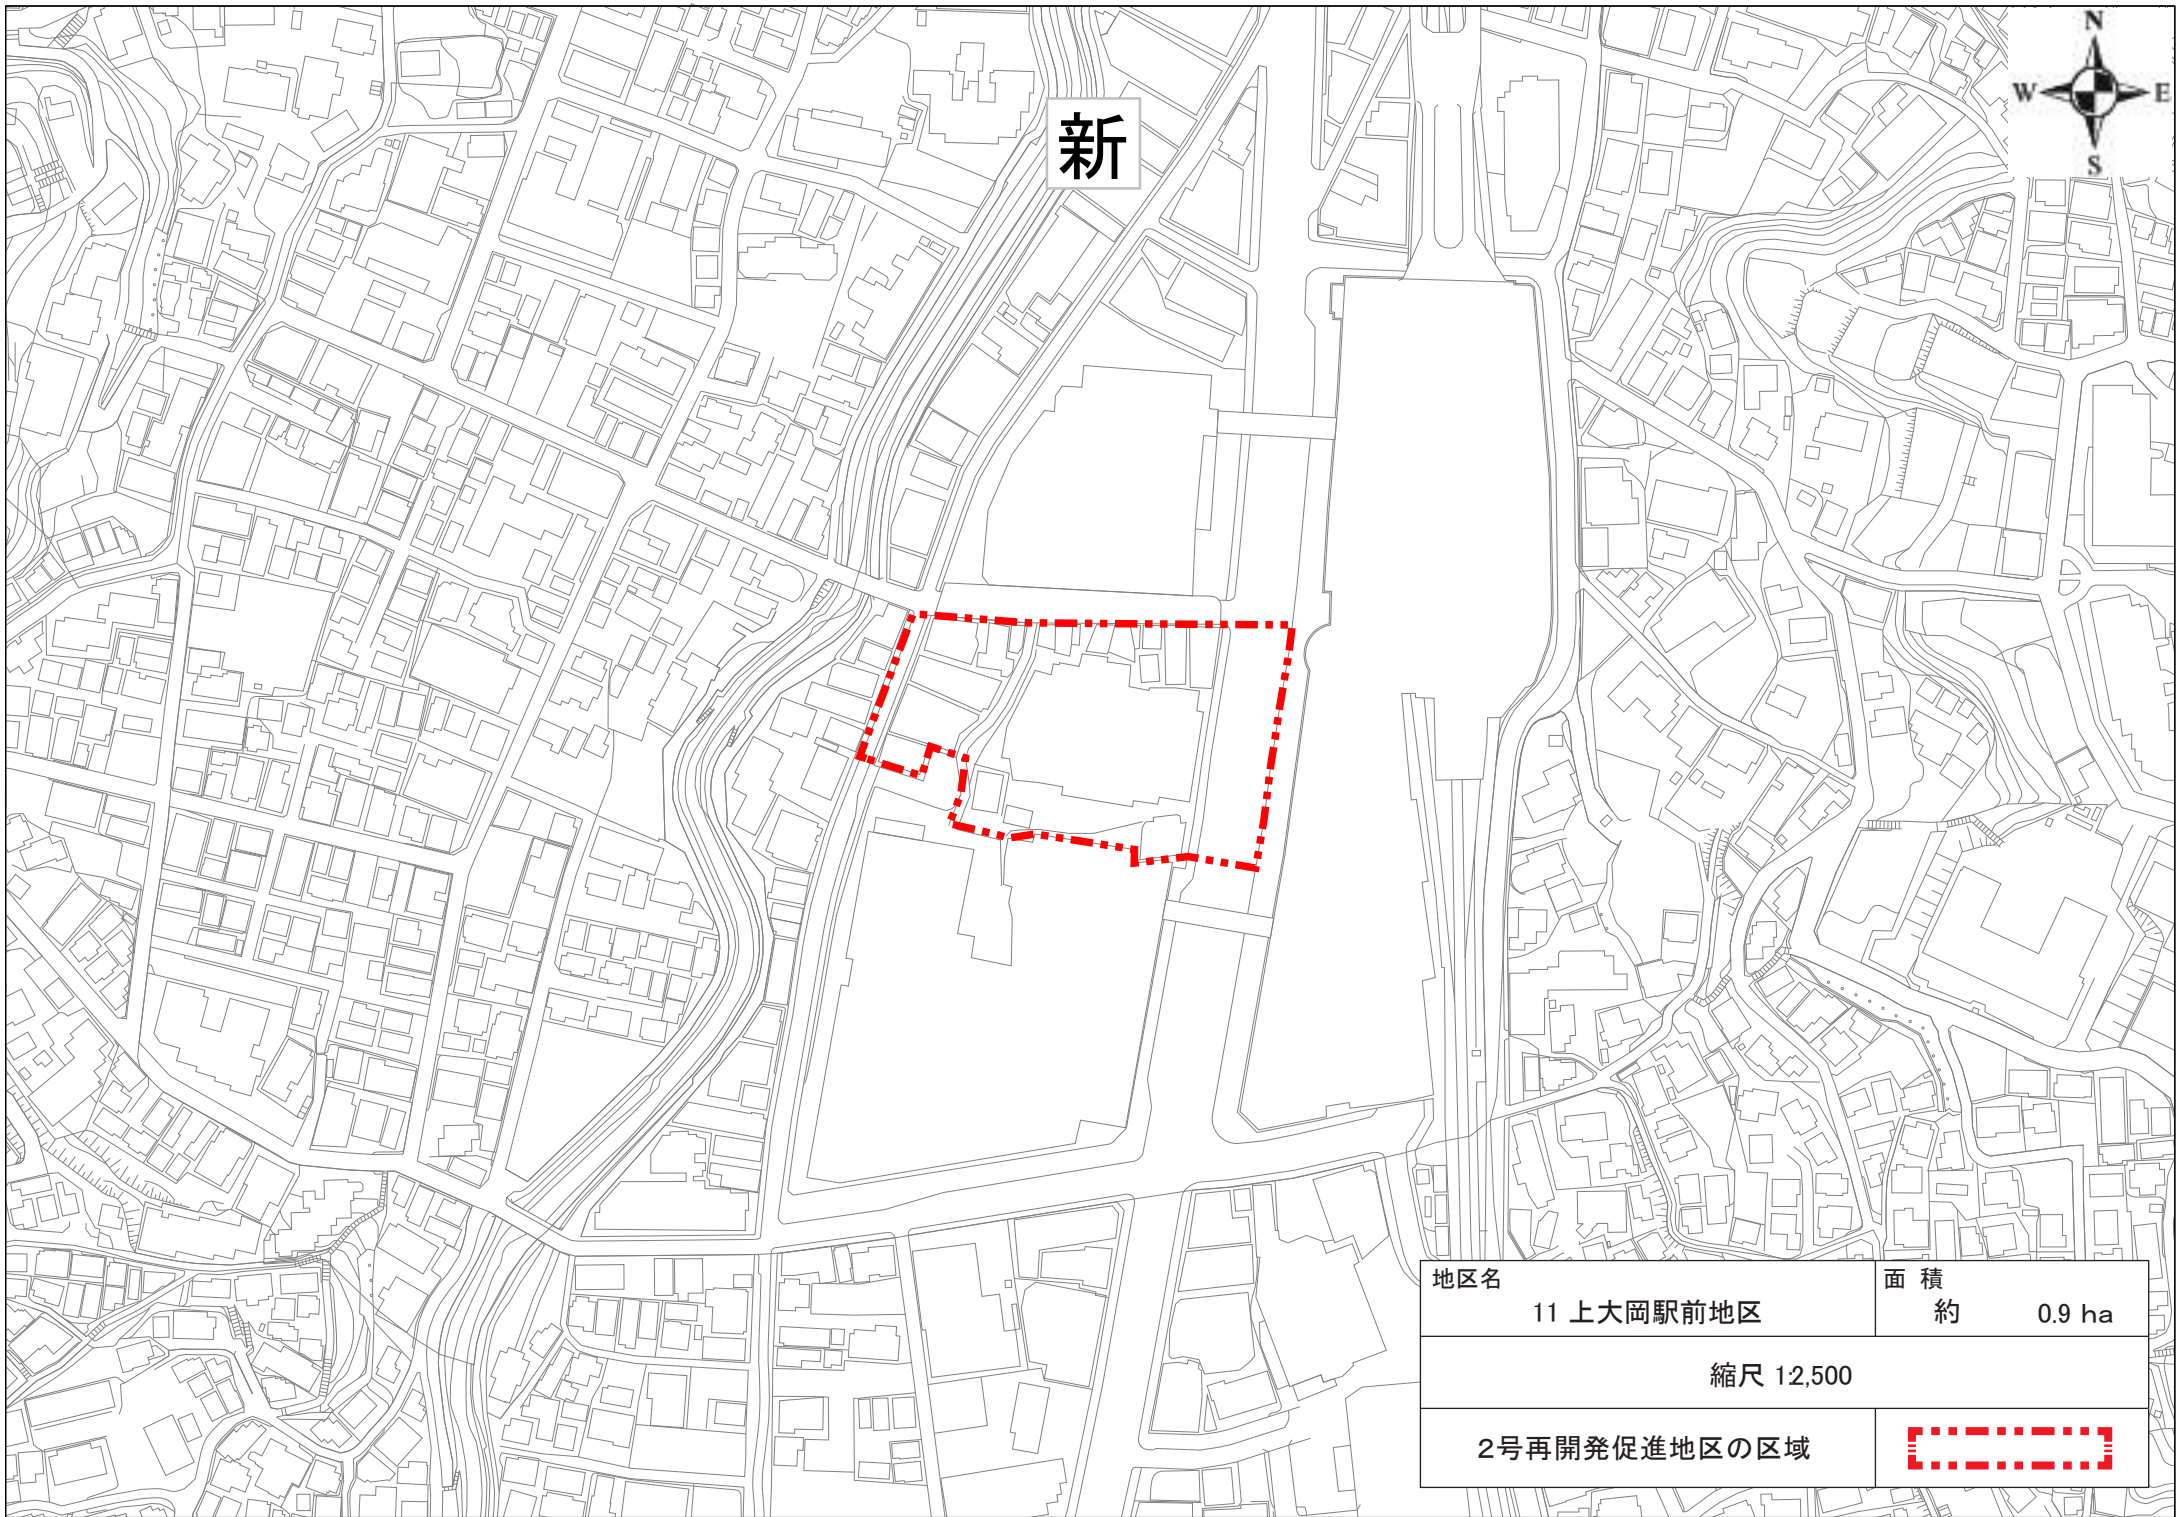 N
W E
S
新
地区名
11 上大岡駅前地区
面 積
約 0.9 ha
縮尺 1:2,500
2号再開発促進地区の区域